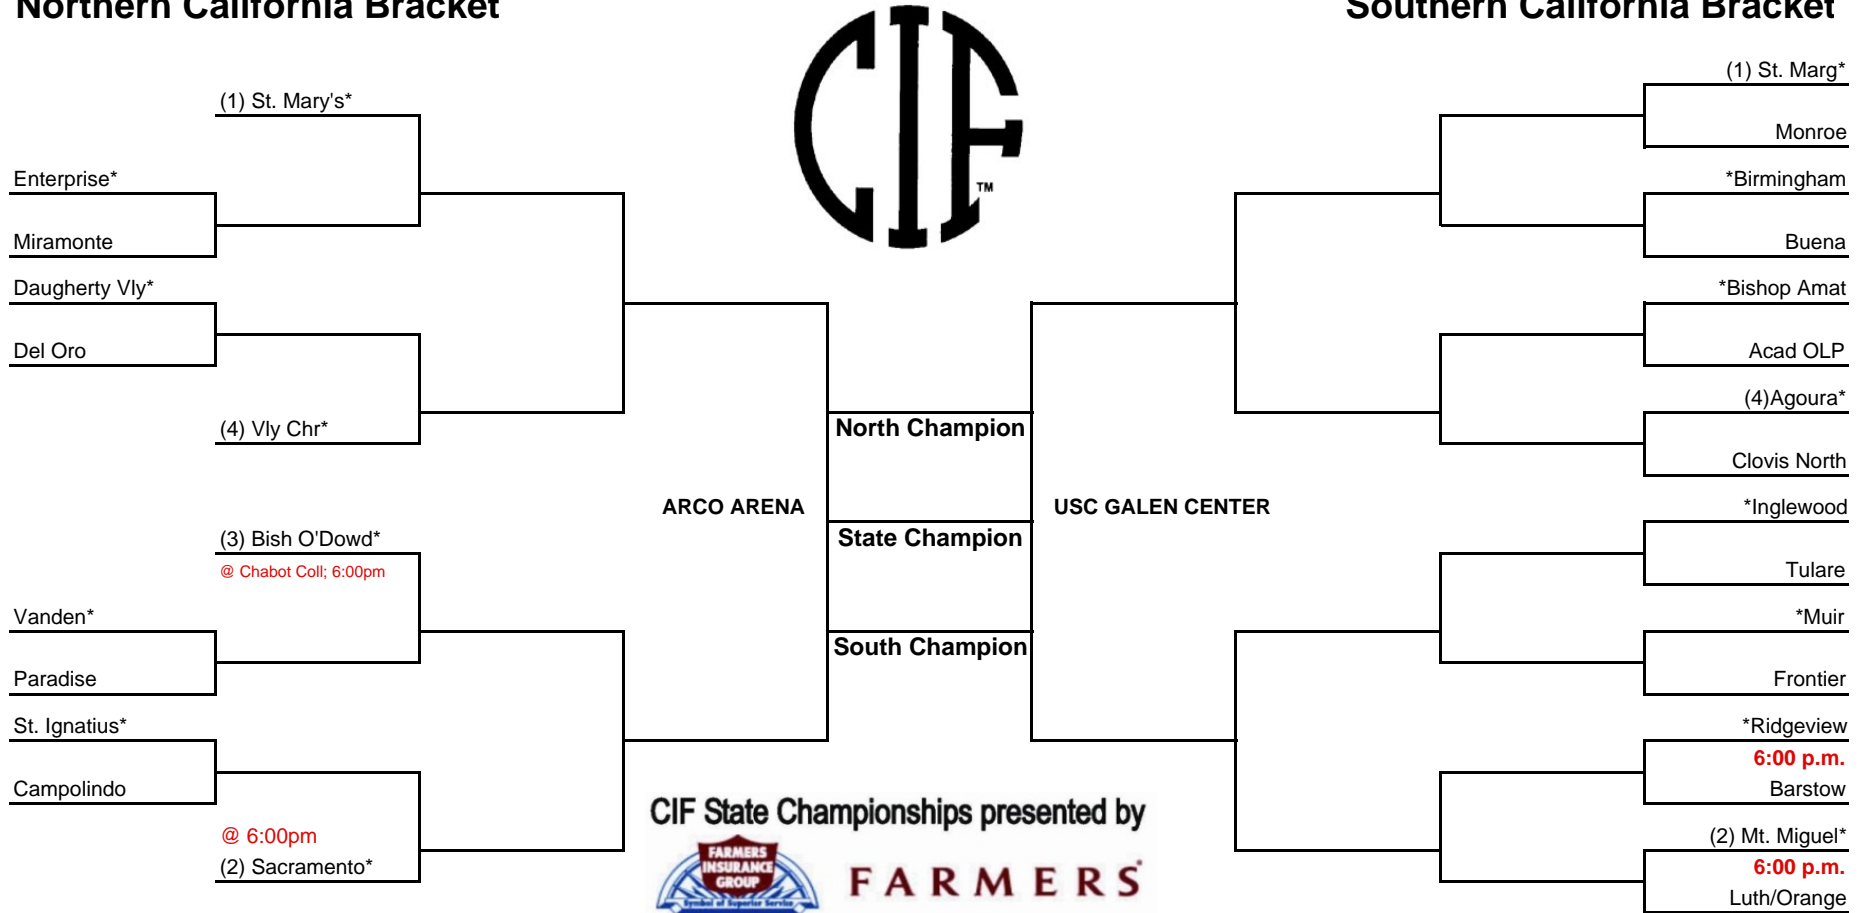 Northern California Bracket
Southern California Bracket
CIF
TM
(1) St. Mary's*
Enterprise*
Miramonte
Daugherty Vly*
Del Oro
(4) Vly Chr*
(3) Bish O'Dowd*
@ Chabot Coll; 6:00pm
Vanden*
Paradise
St. Ignatius*
Campolindo
@ 6:00pm
(2) Sacramento*
ARCO ARENA
North Champion
State Champion
South Champion
USC GALEN CENTER
(1) St. Marg*
Monroe
*Birmingham
Buena
*Bishop Amat
Acad OLP
(4)Agoura*
Clovis North
*Inglewood
Tulare
*Muir
Frontier
*Ridgeview
6:00 p.m.
Barstow
(2) Mt. Miguel*
6:00 p.m.
Luth/Orange
CIF State Championships presented by
FARMERS
INSURANCE
GROUP
Symbol of Superior Service
FARMERS®